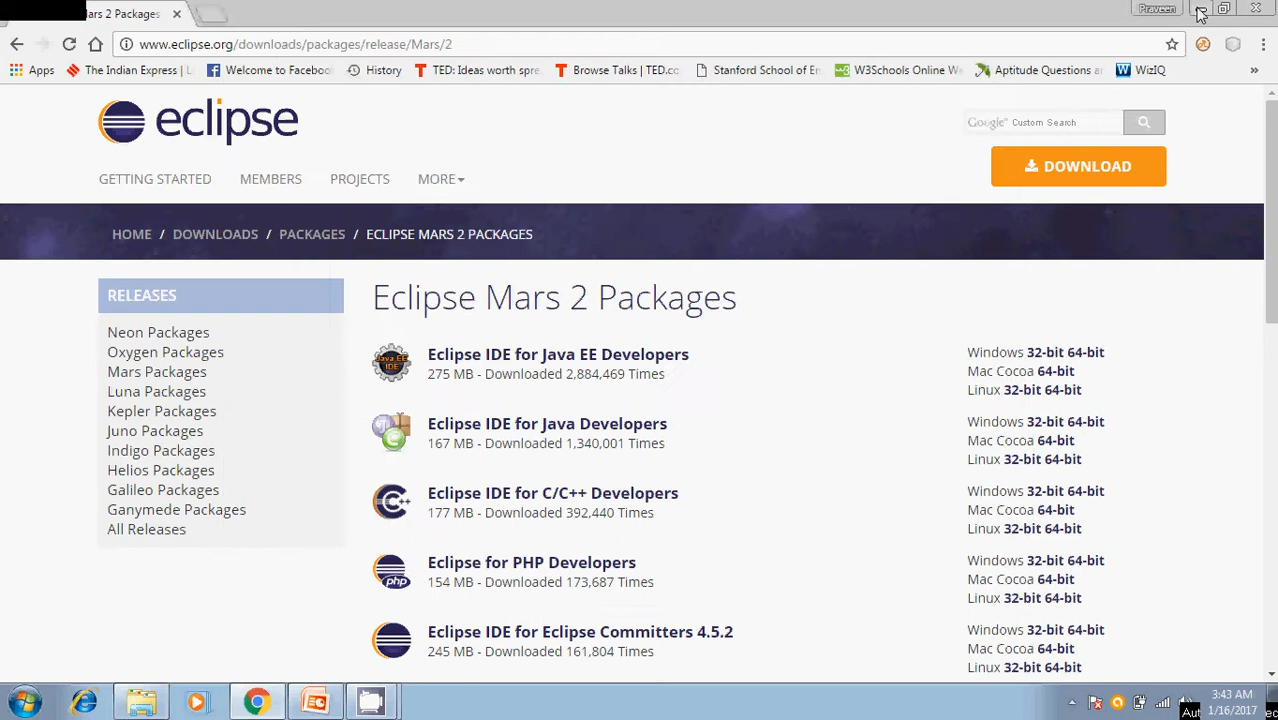 Mars 2 Packages
Praveen
www.eclipse.org/downloads/packages/release/Mars/2
Apps
The Indian Express | L
Welcome to Facebook
History
TED: Ideas worth spre
Browse Talks | TED.co
Stanford School of En
W3Schools Online We
Aptitude Questions ar
WizIQ
»
eclipse
Google™ Custom Search
DOWNLOAD
GETTING STARTED MEMBERS PROJECTS MORE
HOME / DOWNLOADS / PACKAGES / ECLIPSE MARS 2 PACKAGES
RELEASES
Neon Packages
Oxygen Packages
Mars Packages
Luna Packages
Kepler Packages
Juno Packages
Indigo Packages
Helios Packages
Galileo Packages
Ganymede Packages
All Releases
Eclipse Mars 2 Packages
Java EE
IDE
Eclipse IDE for Java EE Developers
275 MB - Downloaded 2,884,469 Times
Windows 32-bit 64-bit
Mac Cocoa 64-bit
Linux 32-bit 64-bit
Eclipse IDE for Java Developers
167 MB - Downloaded 1,340,001 Times
Windows 32-bit 64-bit
Mac Cocoa 64-bit
Linux 32-bit 64-bit
C++
Eclipse IDE for C/C++ Developers
177 MB - Downloaded 392,440 Times
Windows 32-bit 64-bit
Mac Cocoa 64-bit
Linux 32-bit 64-bit
php
Eclipse for PHP Developers
154 MB - Downloaded 173,687 Times
Windows 32-bit 64-bit
Mac Cocoa 64-bit
Linux 32-bit 64-bit
Eclipse IDE for Eclipse Committers 4.5.2
245 MB - Downloaded 161,804 Times
Windows 32-bit 64-bit
Mac Cocoa 64-bit
Linux 32-bit 64-bit
3:43 AM
1/16/2017